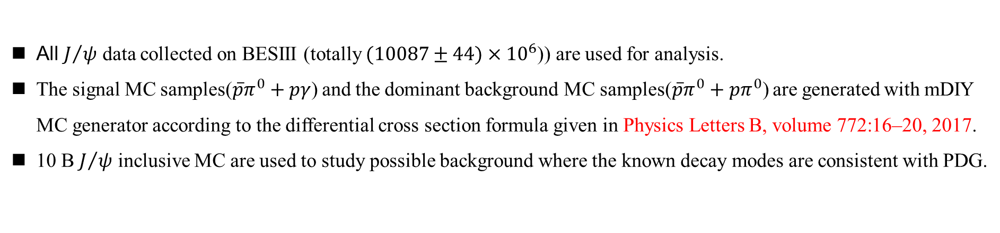 ■ All J/ψ data collected on BESIII (totally (10087 ± 44) × 10⁶)) are used for analysis.
■ The signal MC samples(p̄π⁰ + pγ) and the dominant background MC samples(p̄π⁰ + pπ⁰) are generated with mDIY
MC generator according to the differential cross section formula given in Physics Letters B, volume 772:16–20, 2017.
■ 10 B J/ψ inclusive MC are used to study possible background where the known decay modes are consistent with PDG.